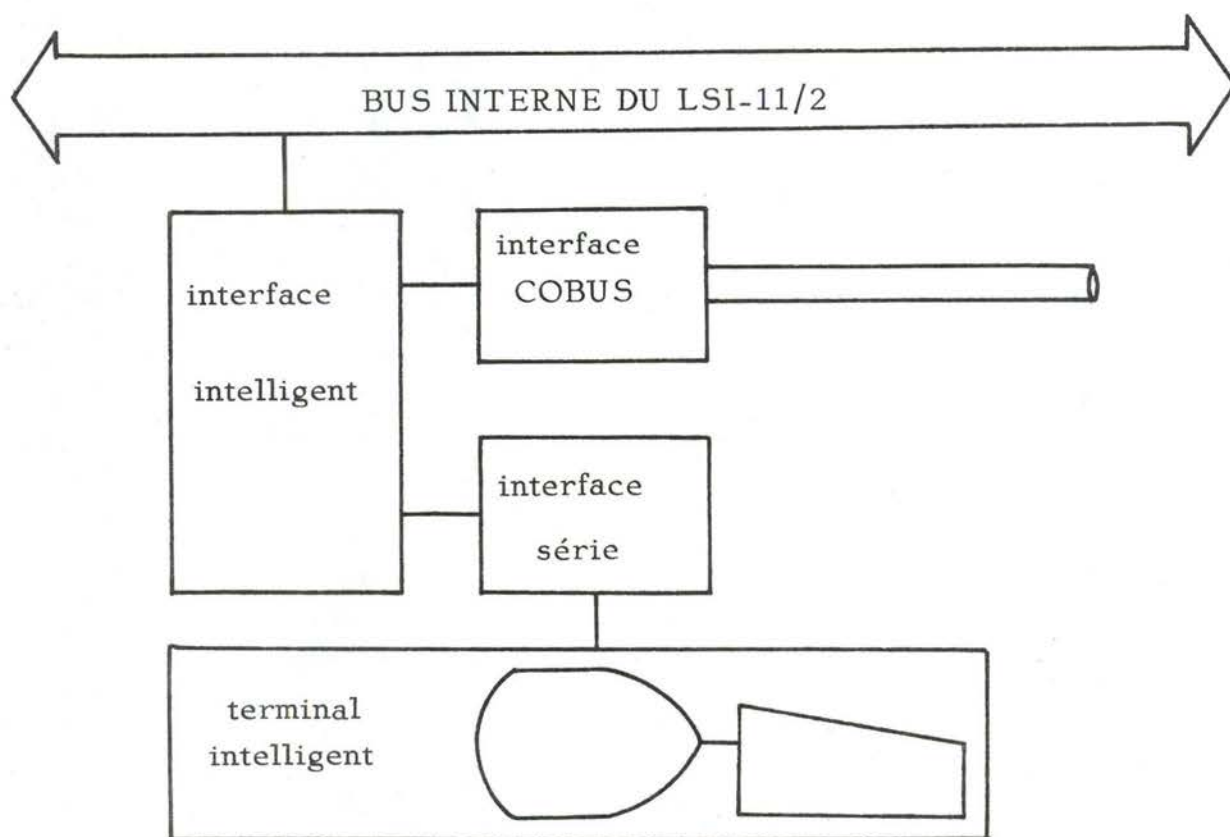 BUS INTERNE DU LSI-11/2
interface
intelligent
interface
COBUS
interface
série
terminal
intelligent